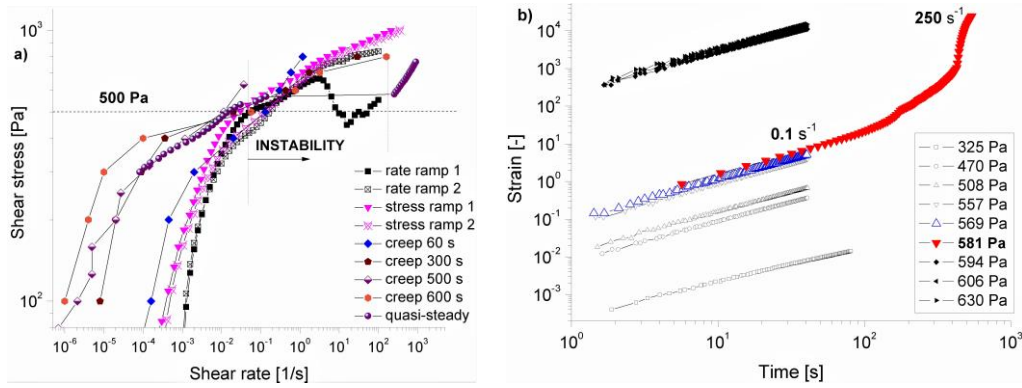 a)
500 Pa
INSTABILITY
10³
10²
Shear stress [Pa]
10⁻⁶ 10⁻⁵ 10⁻⁴ 10⁻³ 10⁻² 10⁻¹ 10⁰ 10¹ 10² 10³
Shear rate [1/s]
rate ramp 1
rate ramp 2
stress ramp 1
stress ramp 2
creep 60 s
creep 300 s
creep 500 s
creep 600 s
quasi-steady
b)
250 s⁻¹
0.1 s⁻¹
10⁴
10³
10²
10¹
10⁰
10⁻¹
10⁻²
10⁻³
Strain [-]
10⁰ 10¹ 10² 10³
Time [s]
325 Pa
470 Pa
508 Pa
557 Pa
569 Pa
581 Pa
594 Pa
606 Pa
630 Pa